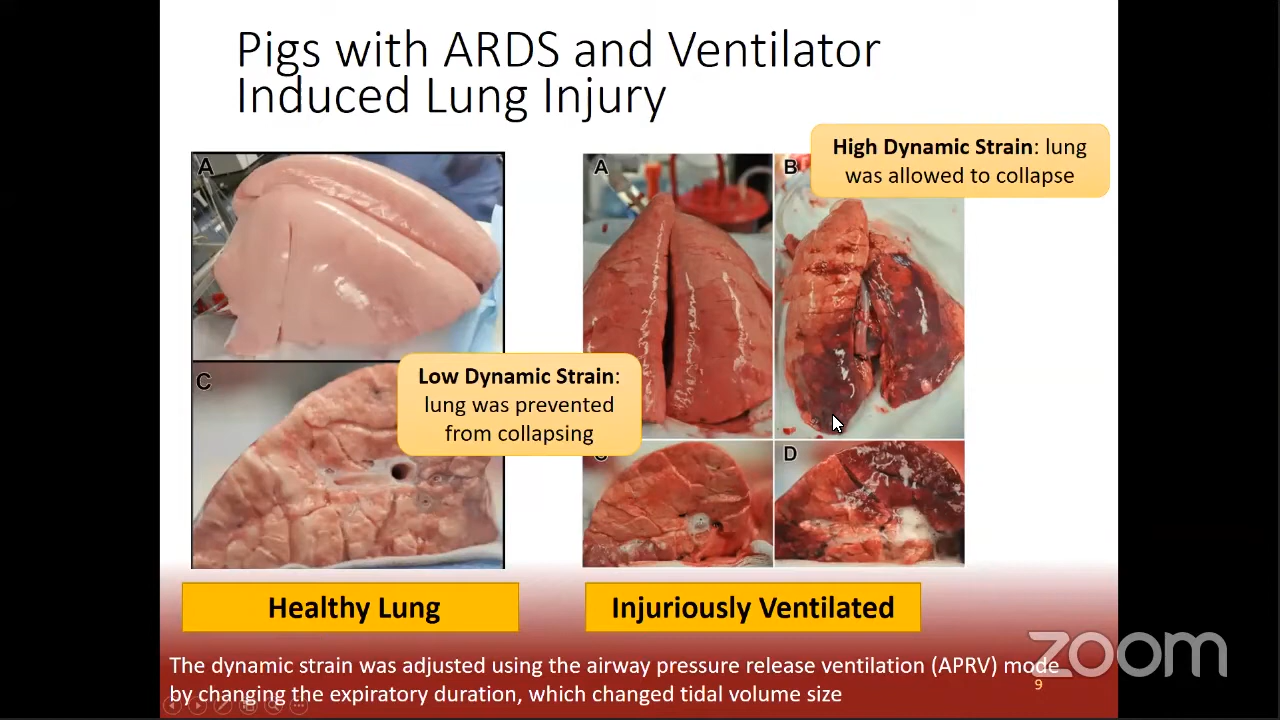 Pigs with ARDS and Ventilator
Induced Lung Injury
A
C
Low Dynamic Strain:
lung was prevented
from collapsing
A
B
High Dynamic Strain: lung
was allowed to collapse
D
Healthy Lung
Injuriously Ventilated
The dynamic strain was adjusted using the airway pressure release ventilation (APRV) mode
by changing the expiratory duration, which changed tidal volume size
9
zoom